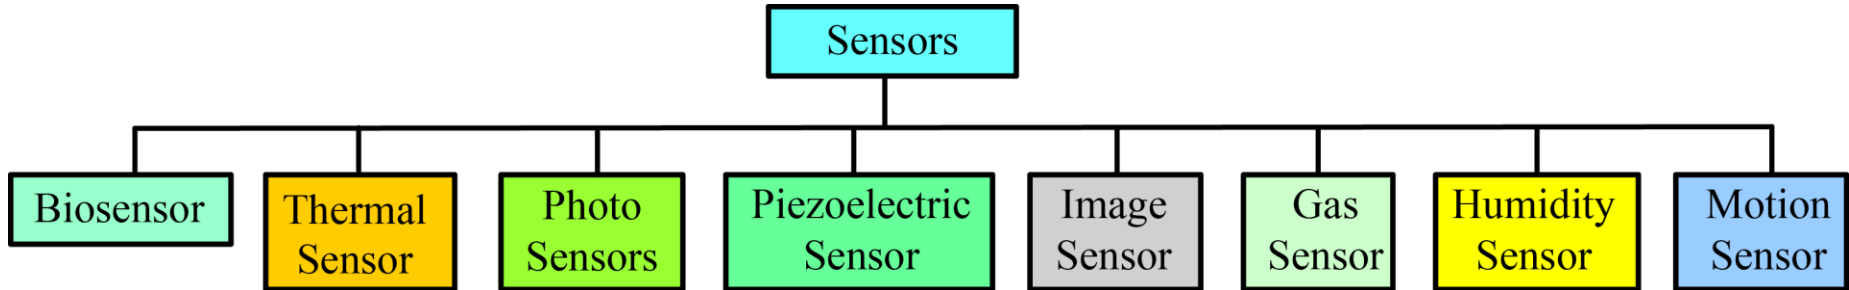 Sensors
Biosensor
Thermal
Sensor
Photo
Sensors
Piezoelectric
Sensor
Image
Sensor
Gas
Sensor
Humidity
Sensor
Motion
Sensor